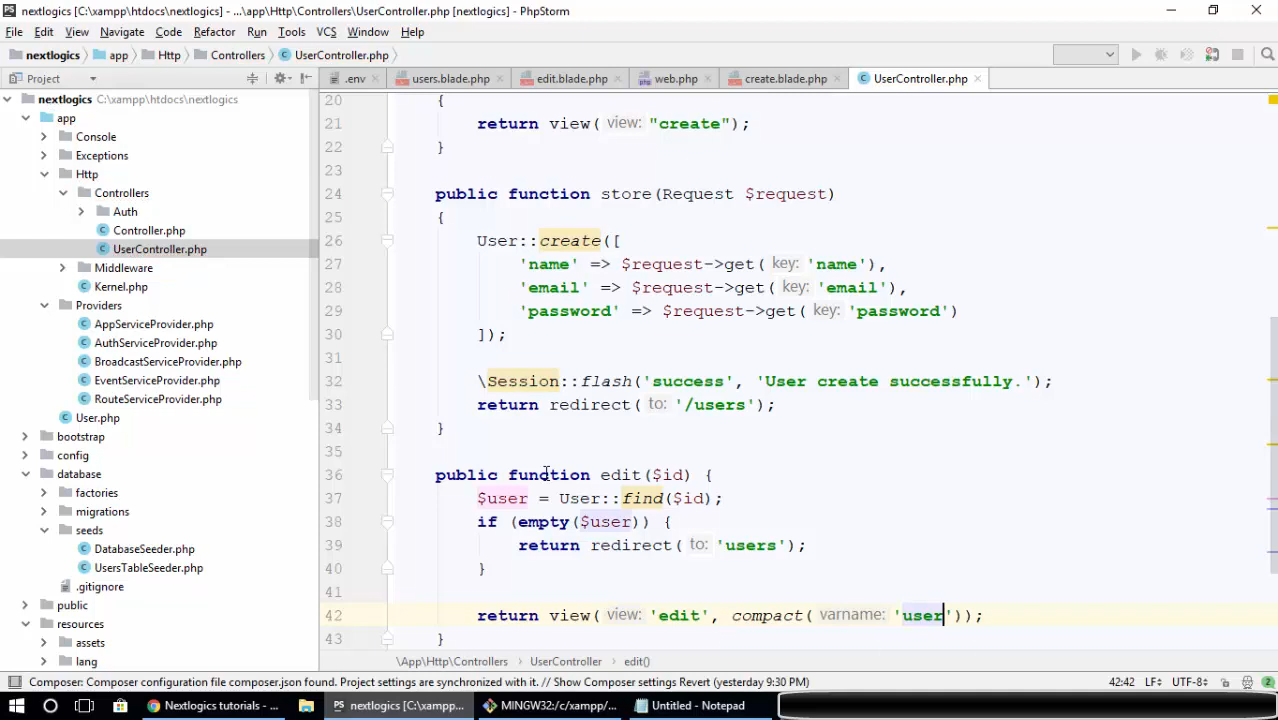 nextlogics [C:\xampp\htdocs\nextlogics] - ...\app\Http\Controllers\UserController.php [nextlogics] - PhpStorm
File Edit View Navigate Code Refactor Run Tools VCS Window Help
nextlogics app Http Controllers UserController.php
Project
.env users.blade.php edit.blade.php web.php create.blade.php UserController.php
nextlogics C:\xampp\htdocs\nextlogics
app
Console
Exceptions
Http
Controllers
Auth
Controller.php
UserController.php
Middleware
Kernel.php
Providers
AppServiceProvider.php
AuthServiceProvider.php
BroadcastServiceProvider.php
EventServiceProvider.php
RouteServiceProvider.php
User.php
bootstrap
config
database
factories
migrations
seeds
DatabaseSeeder.php
UsersTableSeeder.php
.gitignore
public
resources
assets
lang
20 {
21 return view( view: "create");
22 }
23
24 public function store(Request $request)
25 {
26 User::create([
27 'name' => $request->get( key: 'name'),
28 'email' => $request->get( key: 'email'),
29 'password' => $request->get( key: 'password')
30 ]);
31
32 \Session::flash('success', 'User create successfully.');
33 return redirect( to: '/users');
34 }
35
36 public function edit($id) {
37 $user = User::find($id);
38 if (empty($user)) {
39 return redirect( to: 'users');
40 }
41
42 return view( view: 'edit', compact( varname: 'user'));
43 }
\App\Http\Controllers UserController edit()
Composer: Composer configuration file composer.json found. Project settings are synchronized with it. // Show Composer settings Revert (yesterday 9:30 PM) 42:42 LF÷ UTF-8÷ 2
Nextlogics tutorials - ... nextlogics [C:\xampp... MINGW32:/c/xampp/... Untitled - Notepad